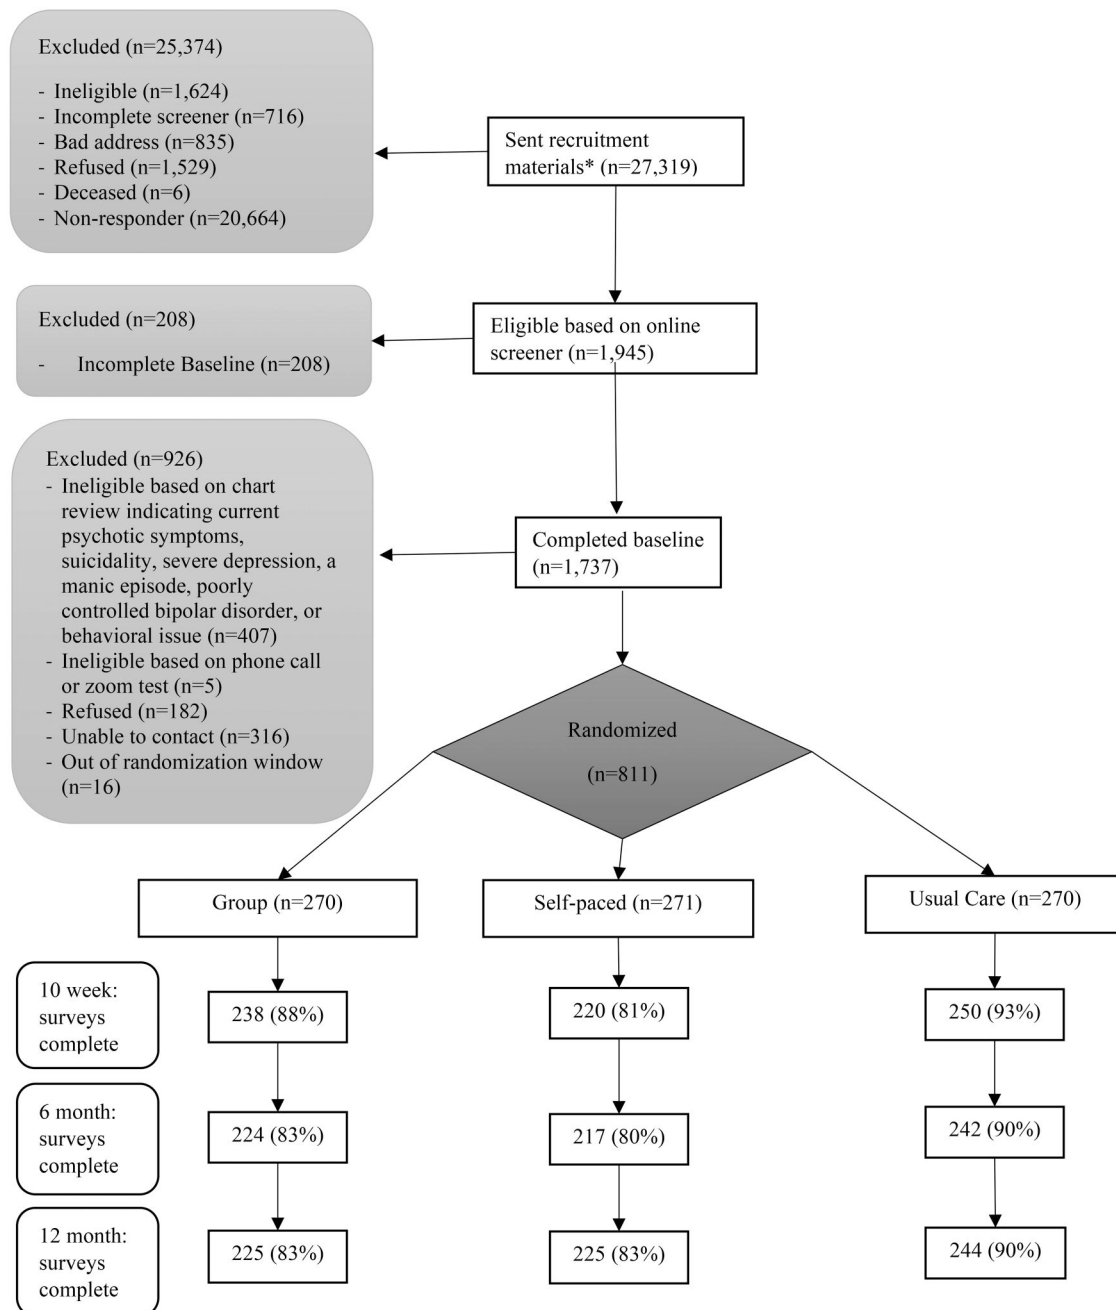 Excluded (n=25,374)
- Ineligible (n=1,624)
- Incomplete screener (n=716)
- Bad address (n=835)
- Refused (n=1,529)
- Deceased (n=6)
- Non-responder (n=20,664)
Sent recruitment
materials* (n=27,319)
Excluded (n=208)
- Incomplete Baseline (n=208)
Eligible based on online
screener (n=1,945)
Excluded (n=926)
- Ineligible based on chart
review indicating current
psychotic symptoms,
suicidality, severe depression, a
manic episode, poorly
controlled bipolar disorder, or
behavioral issue (n=407)
- Ineligible based on phone call
or zoom test (n=5)
- Refused (n=182)
- Unable to contact (n=316)
- Out of randomization window
(n=16)
Completed baseline
(n=1,737)
Randomized
(n=811)
Group (n=270)
Self-paced (n=271)
Usual Care (n=270)
10 week:
surveys
complete
238 (88%)
220 (81%)
250 (93%)
6 month:
surveys
complete
224 (83%)
217 (80%)
242 (90%)
12 month:
surveys
complete
225 (83%)
225 (83%)
244 (90%)